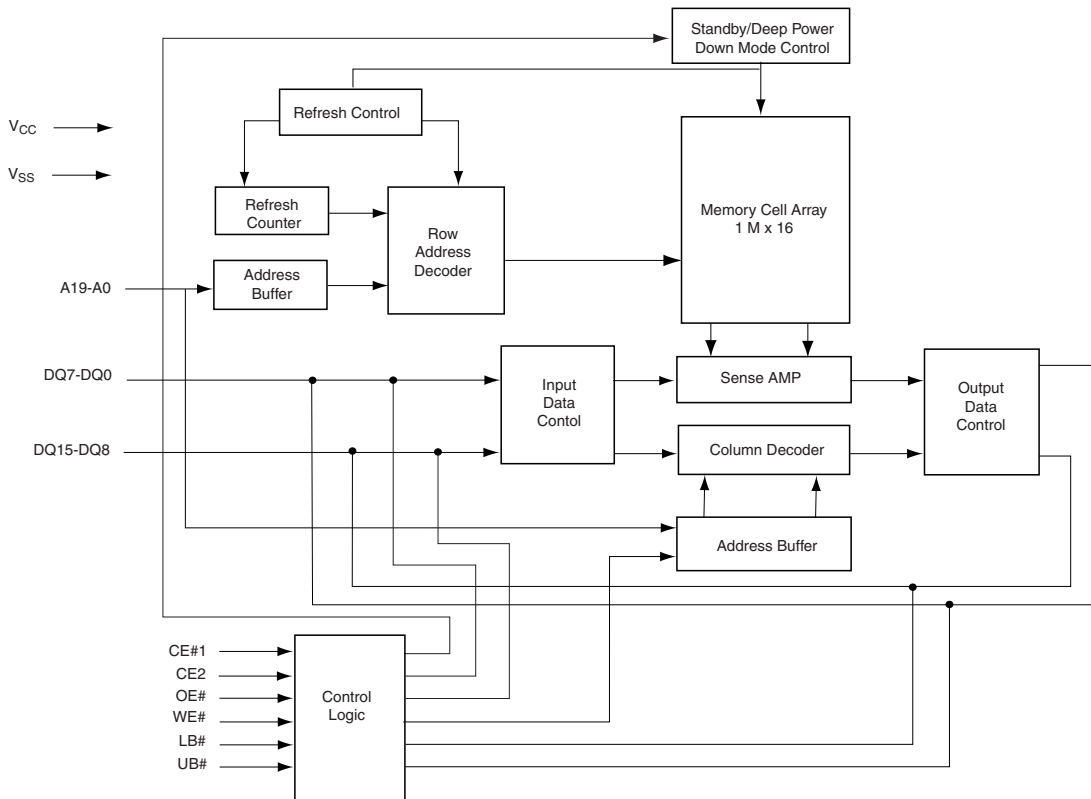 Standby/Deep Power
Down Mode Control
Refresh Control
VCC
VSS
Refresh
Counter
Row
Address
Decoder
Memory Cell Array
1 M x 16
Address
Buffer
A19-A0
DQ7-DQ0
DQ15-DQ8
Input
Data
Contol
Sense AMP
Column Decoder
Output
Data
Control
Address Buffer
CE#1
CE2
OE#
WE#
LB#
UB#
Control
Logic